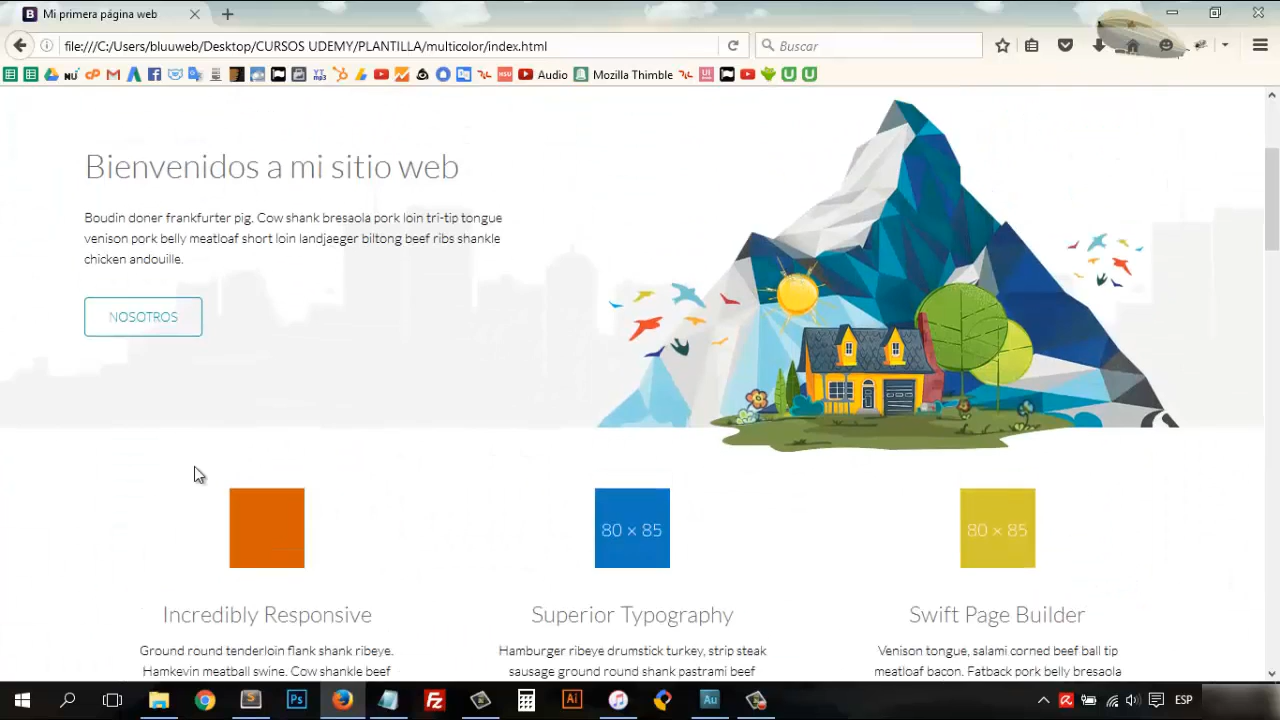 Mi primera página web
file:///C:/Users/bluuweb/Desktop/CURSOS UDEMY/PLANTILLA/multicolor/index.html
Buscar
Audio
Mozilla Thimble
Bienvenidos a mi sitio web
Boudin doner frankfurter pig. Cow shank bresaola pork loin tri-tip tongue
venison pork belly meatloaf short loin landjaeger biltong beef ribs shankle
chicken andouille.
NOSOTROS
80 × 85
80 × 85
Incredibly Responsive
Superior Typography
Swift Page Builder
Ground round tenderloin flank shank ribeye.
Hamkevin meatball swine. Cow shankle beef
Hamburger ribeye drumstick turkey, strip steak
sausage ground round shank pastrami beef
Venison tongue, salami corned beef ball tip
meatloaf bacon. Fatback pork belly bresaola
Ps
Fz
Ai
Au
ESP